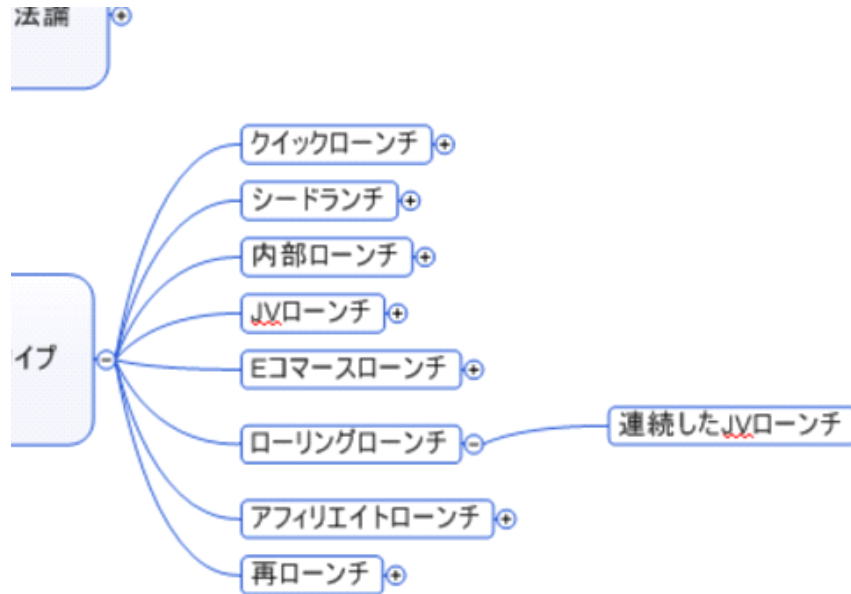 法論
クイックローンチ
シードランチ
内部ローンチ
JVローンチ
イプ
Eコマースローンチ
ローリングローンチ
連続したJVローンチ
アフィリエイトローンチ
再ローンチ